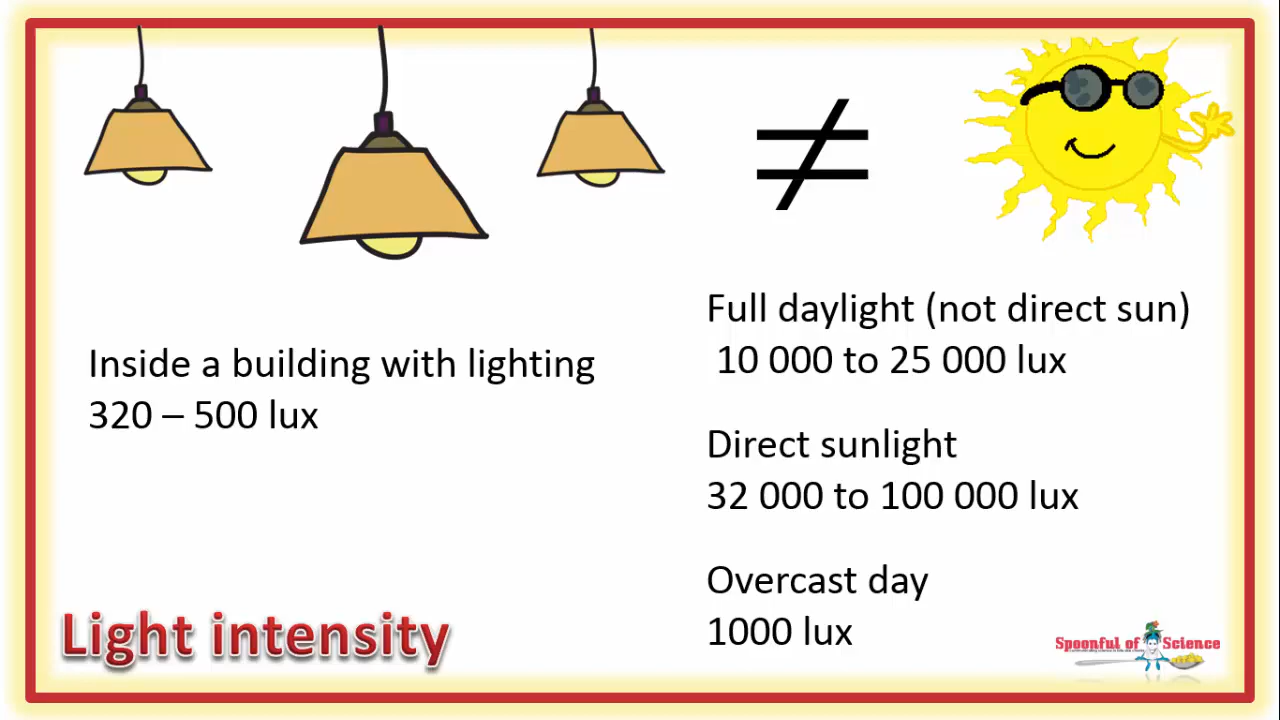 ≠
Inside a building with lighting
320 – 500 lux
Full daylight (not direct sun)
10 000 to 25 000 lux
Direct sunlight
32 000 to 100 000 lux
Overcast day
1000 lux
Light intensity
Spoonful of Science